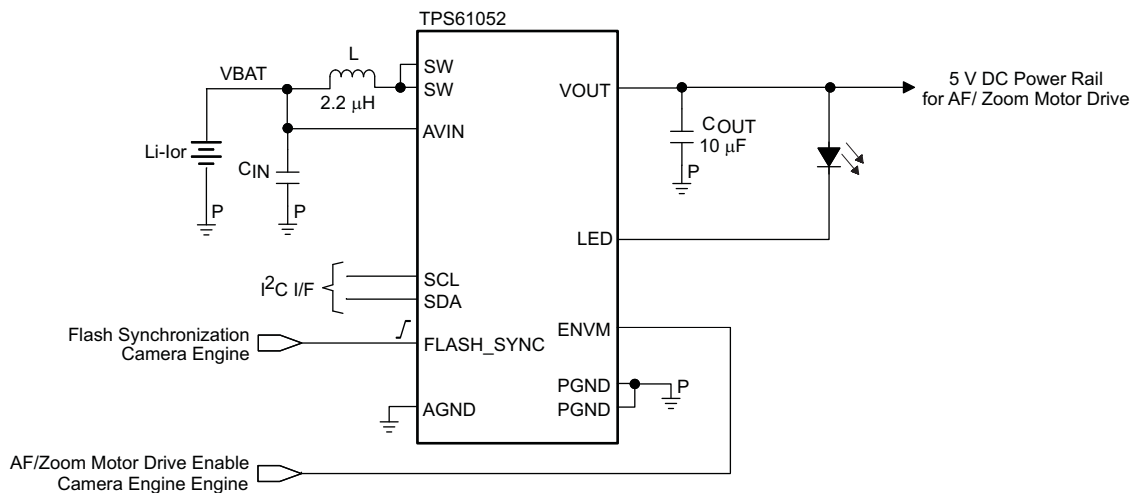 TPS61052
L
VBAT
2.2 μH
SW
SW
AVIN
Li-Ior
CIN
P
P
VOUT
COUT
10 μF
P
5 V DC Power Rail
for AF/ Zoom Motor Drive
LED
I2C I/F
SCL
SDA
Flash Synchronization
Camera Engine
FLASH_SYNC
ENVM
AGND
PGND
PGND
P
AF/Zoom Motor Drive Enable
Camera Engine Engine